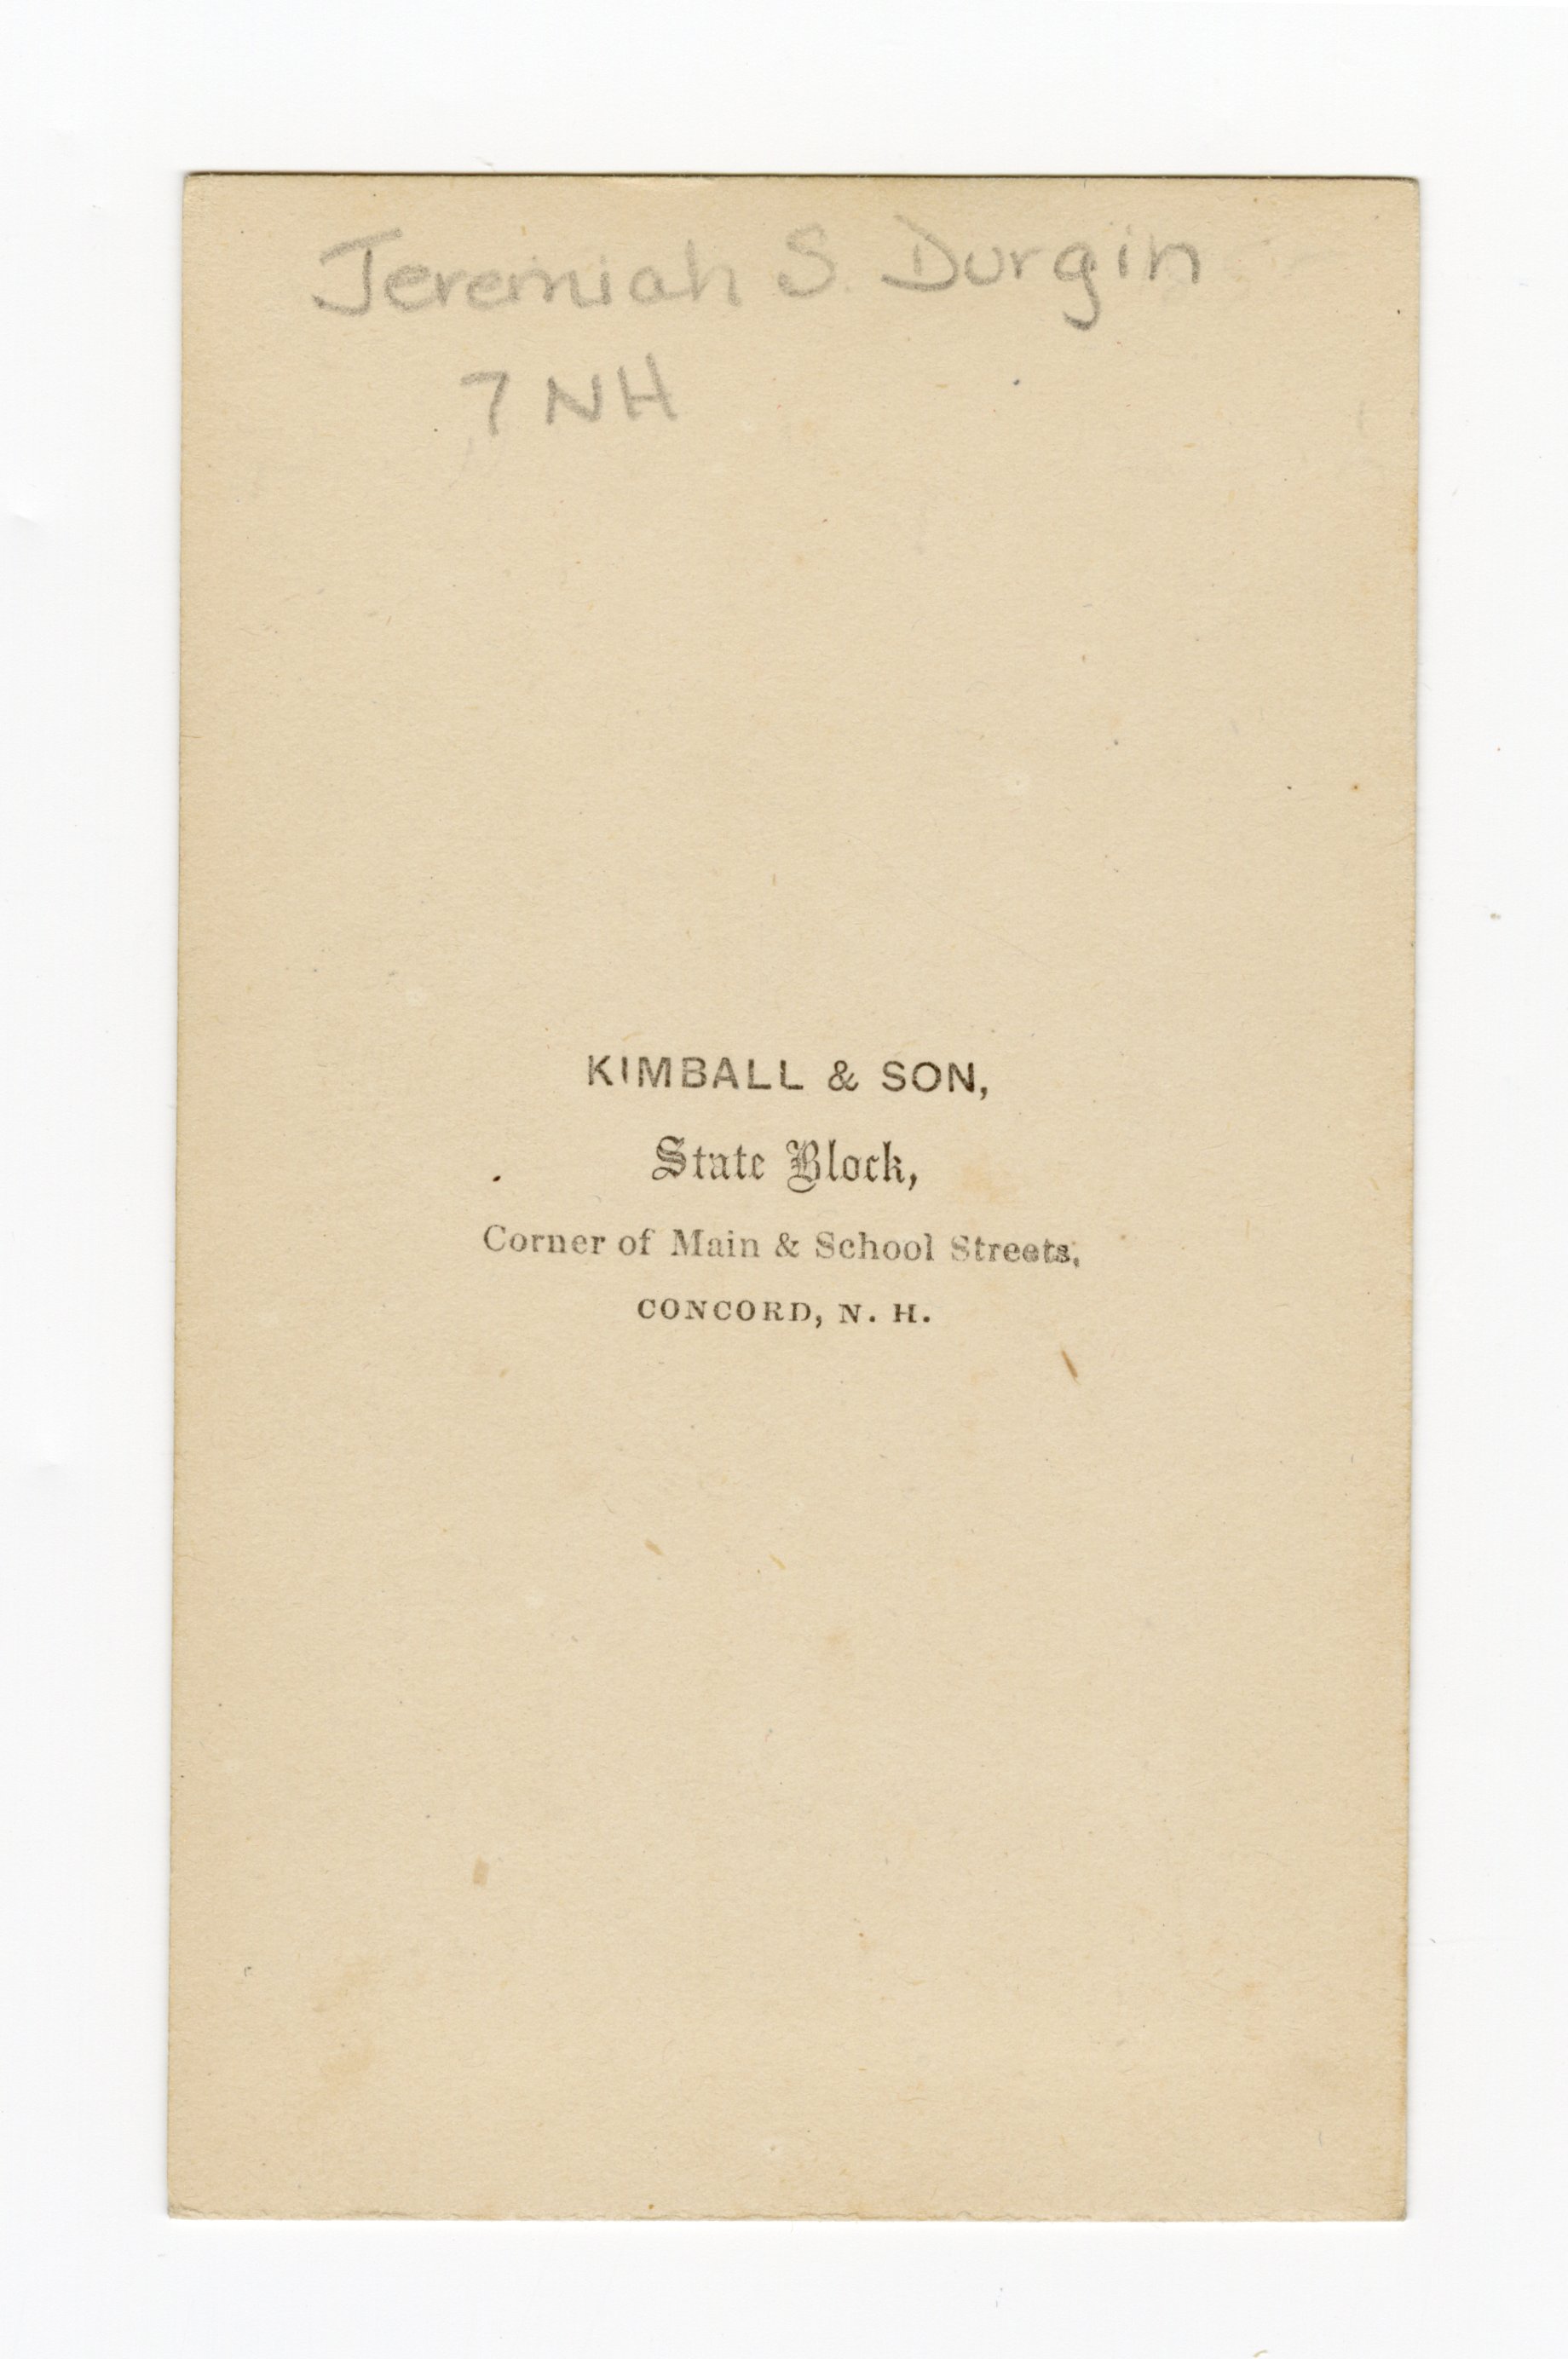 Jeremiah S. Durgin
7 NH
KIMBALL & SON,
State Block,
Corner of Main & School Streets,
CONCORD, N. H.